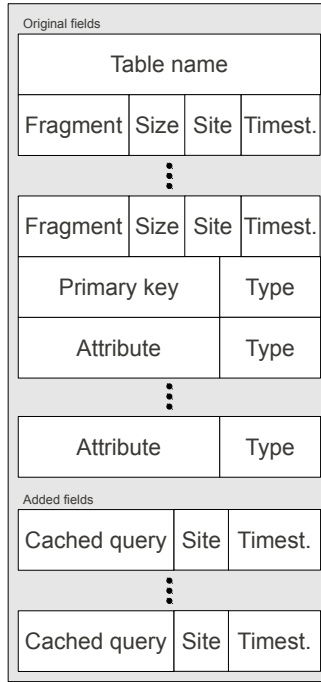 Original fields
Table name
Fragment Size Site Timest.
Fragment Size Site Timest.
Primary key Type
Attribute Type
Attribute Type
Added fields
Cached query Site Timest.
Cached query Site Timest.